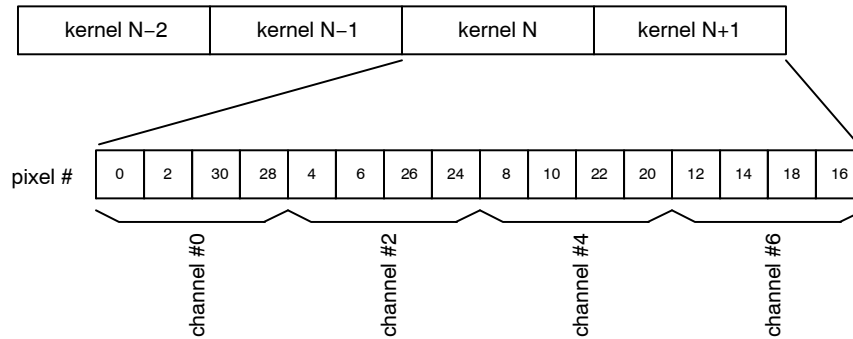 kernel N−2 kernel N−1 kernel N kernel N+1
pixel # 0 2 30 28 4 6 26 24 8 10 22 20 12 14 18 16
channel #0
channel #2
channel #4
channel #6